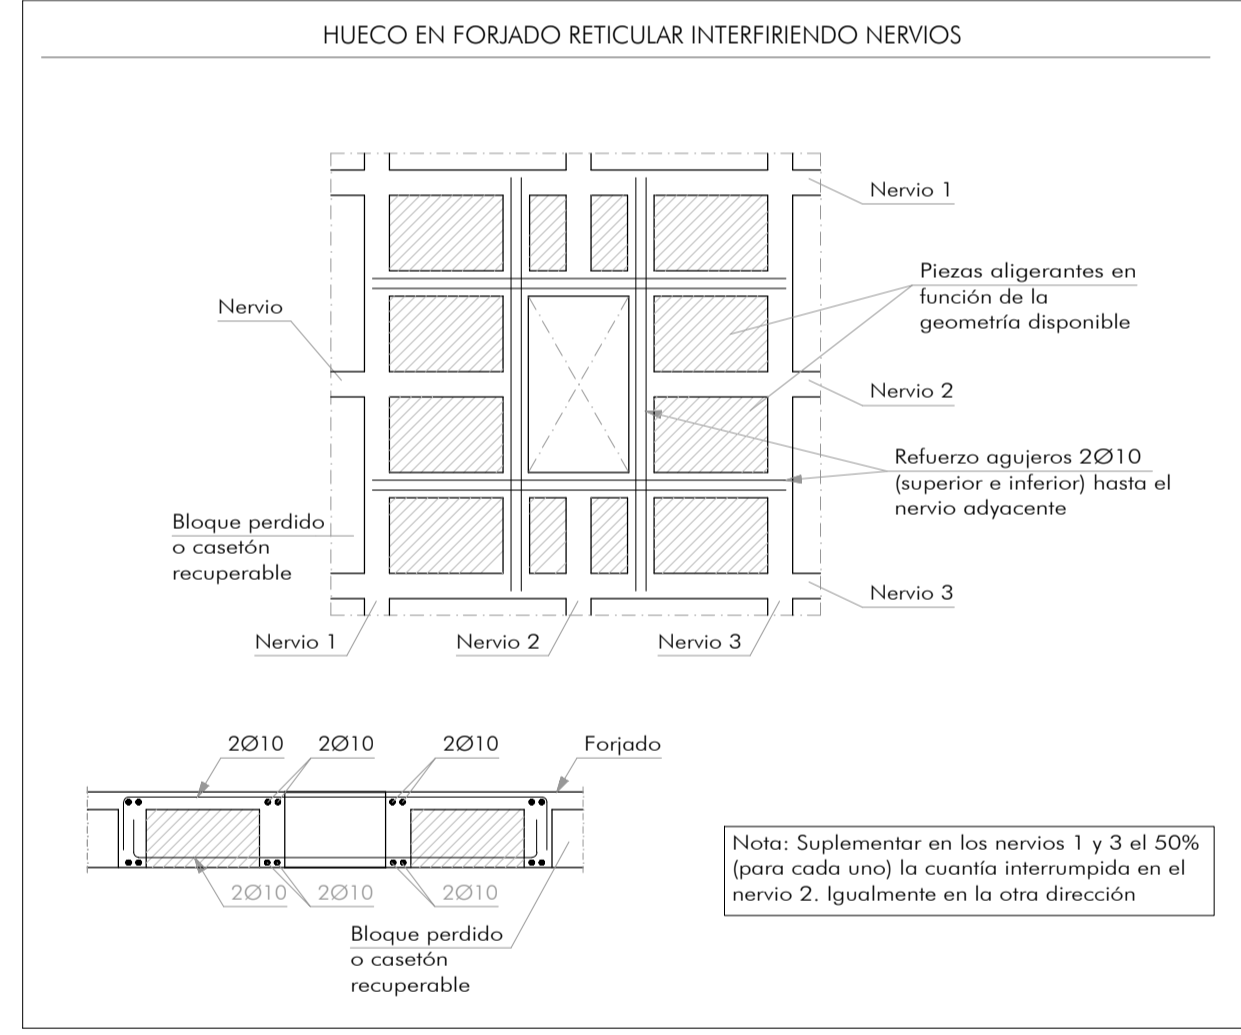 HUECO EN FORJADO RETICULAR INTERFIRIENDO NERVIOS
Nervio 1
Piezas aligerantes en
función de la
geometría disponible
Nervio
Nervio 2
Refuerzo agujeros 2Ø10
(superior e inferior) hasta el
nervio adyacente
Bloque perdido
o casetón
recuperable
Nervio 3
Nervio 1
Nervio 2
Nervio 3
2Ø10
2Ø10
2Ø10
Forjado
2Ø10
2Ø10
2Ø10
Bloque perdido
o casetón
recuperable
Nota: Suplementar en los nervios 1 y 3 el 50%
(para cada uno) la cuantía interrumpida en el
nervio 2. Igualmente en la otra dirección